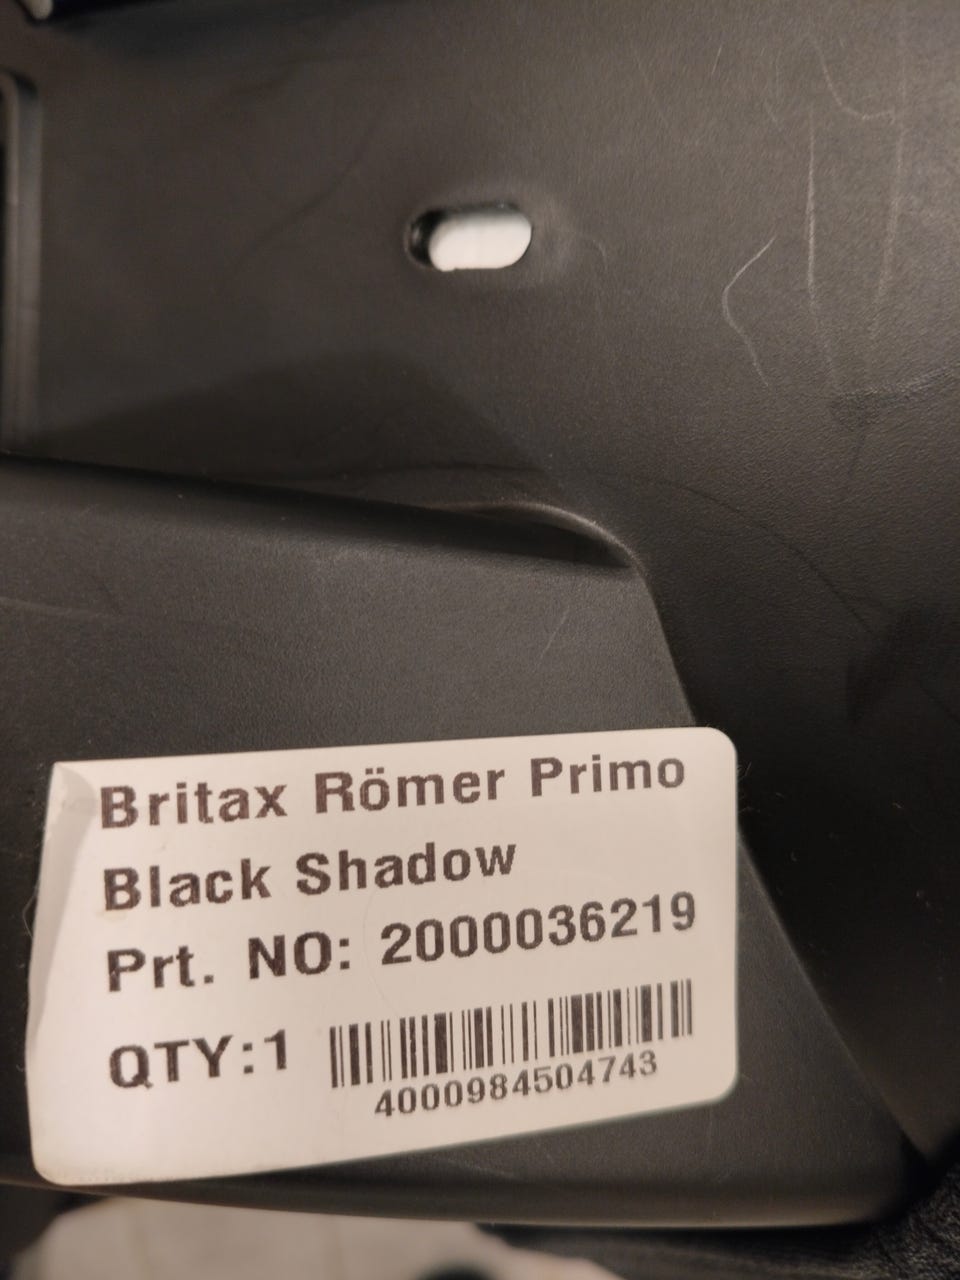 Britax Römer Primo
Black Shadow
Prt. NO: 2000036219
QTY:1
4000984504743